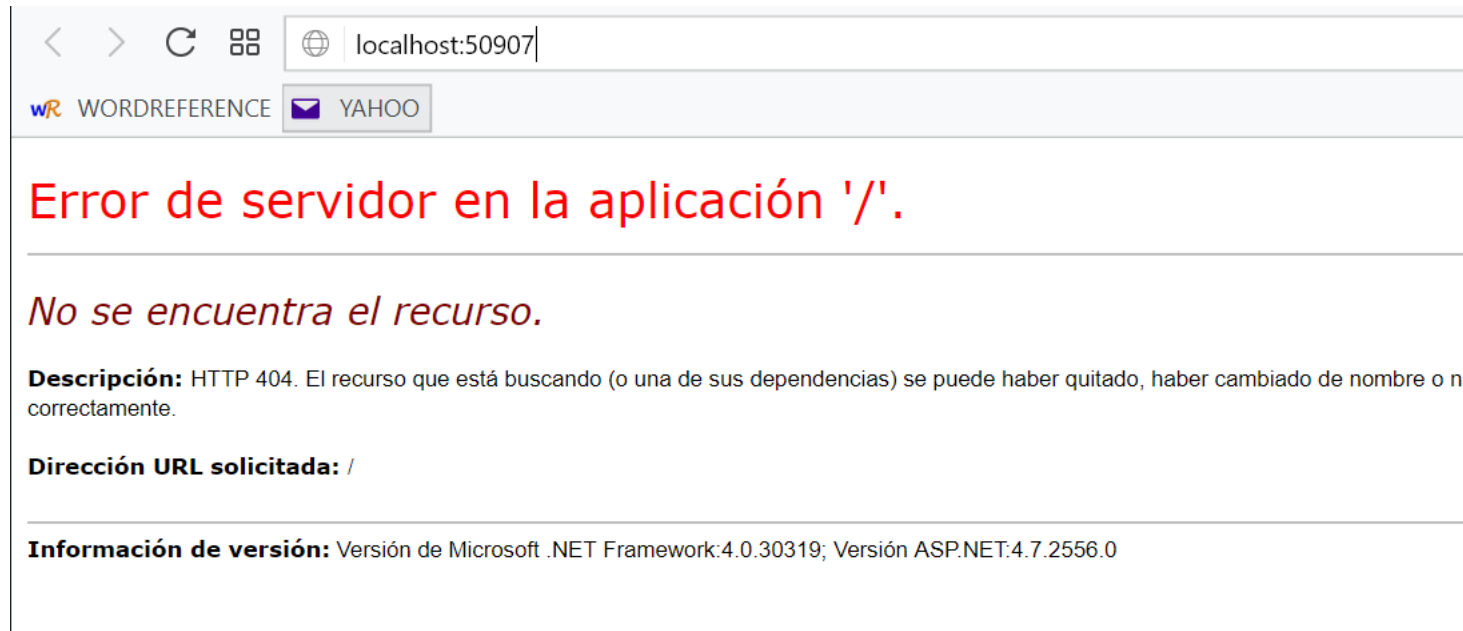 localhost:50907
WR WORDREFERENCE YAHOO
Error de servidor en la aplicación '/'.
No se encuentra el recurso.
Descripción: HTTP 404. El recurso que está buscando (o una de sus dependencias) se puede haber quitado, haber cambiado de nombre o n
correctamente.
Dirección URL solicitada: /
Información de versión: Versión de Microsoft .NET Framework:4.0.30319; Versión ASP.NET:4.7.2556.0